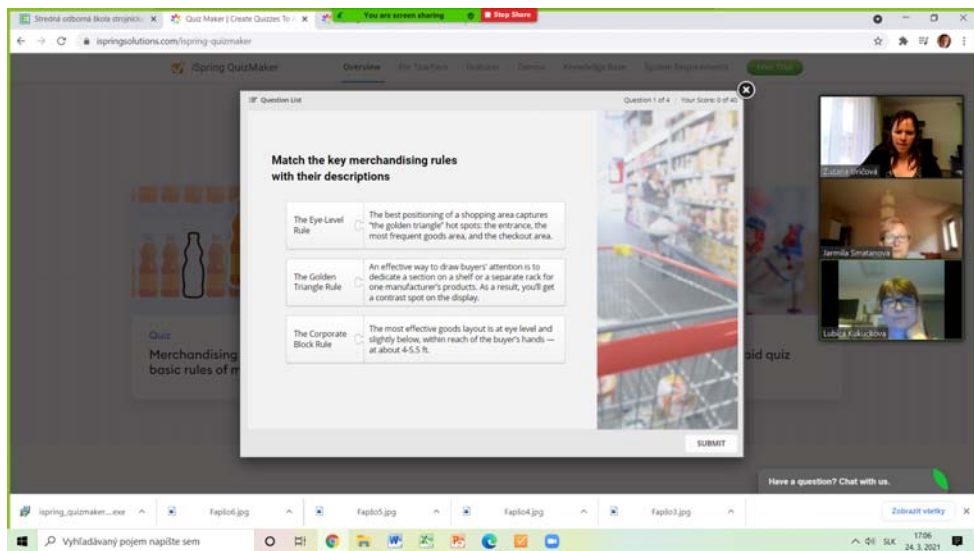 Stredná odborná škola strojnícka
Quiz Maker | Create Quizzes To
You are screen sharing
Stop Share
ispringsolutions.com/ispring-quizmaker
iSpring QuizMaker
Overview
For Teachers
Features
Demos
Knowledge Base
System Requirements
Free Trial
Question List
Question 1 of 4
Your Score: 0 of 40
Match the key merchandising rules
with their descriptions
The Eye-Level
Rule
The best positioning of a shopping area captures
"the golden triangle" hot spots: the entrance, the
most frequent goods area, and the checkout area.
The Golden
Triangle Rule
An effective way to draw buyers' attention is to
dedicate a section on a shelf or a separate rack for
one manufacturer's products. As a result, you'll get
a contrast spot on the display.
The Corporate
Block Rule
The most effective goods layout is at eye level and
slightly below, within reach of the buyer's hands —
at about 4-5.5 ft.
SUBMIT
Quiz
Merchandising
basic rules of m
aid quiz
Jarmila Smatanova
Lubica Kukuckova
Have a question? Chat with us.
ispring_quizmaker....exe
Faplio6.jpg
Faplio5.jpg
Faplio4.jpg
Faplio3.jpg
Zobraziť všetky
Vyhľadávaný pojem napíšte sem
SLK
17:06
24. 3. 2021